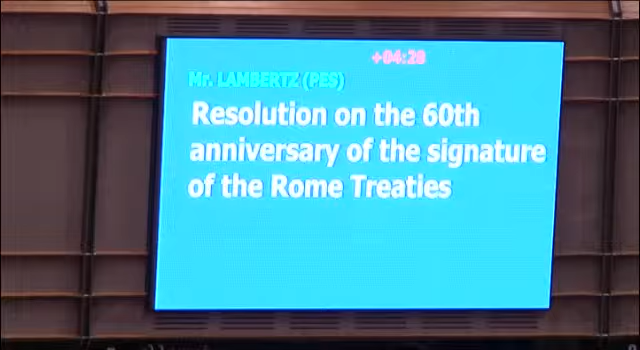 +04:28
Mr. LAMBERTZ (PES)
Resolution on the 60th
anniversary of the signature
of the Rome Treaties